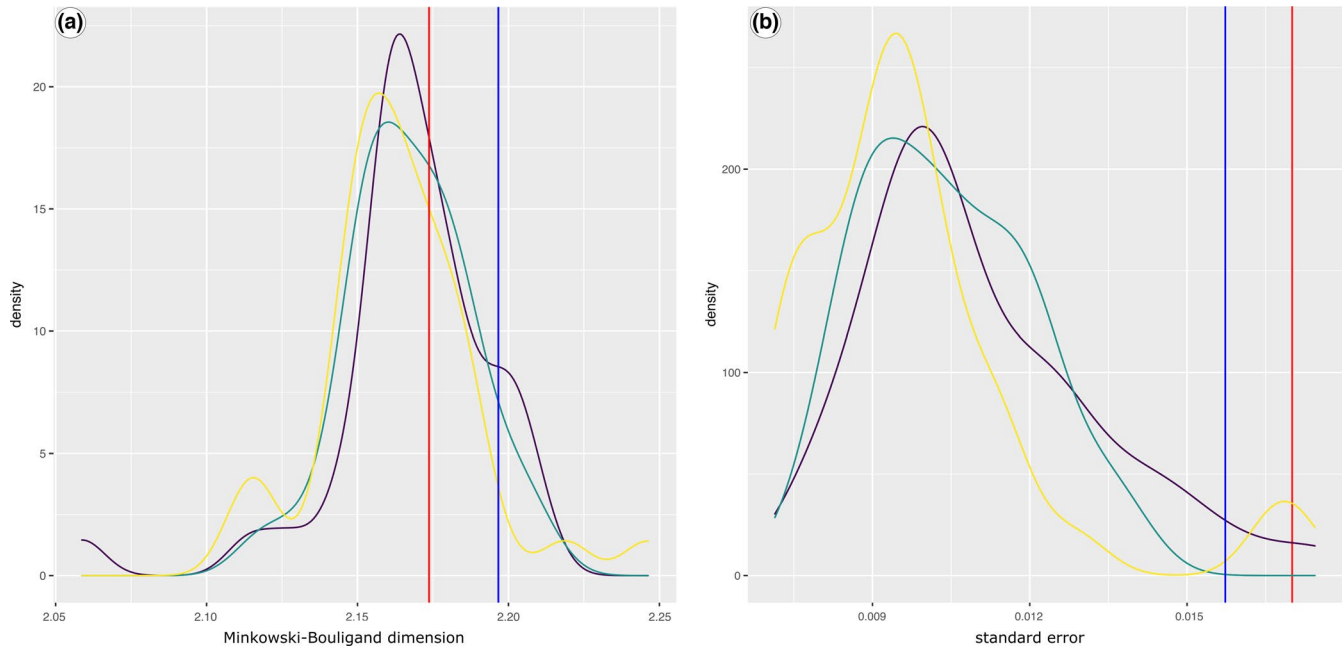 (a)
density
20
15
10
5
0
2.05 2.10 2.15 2.20 2.25
Minkowski-Bouligand dimension
(b)
density
200
100
0
0.009 0.012 0.015
standard error